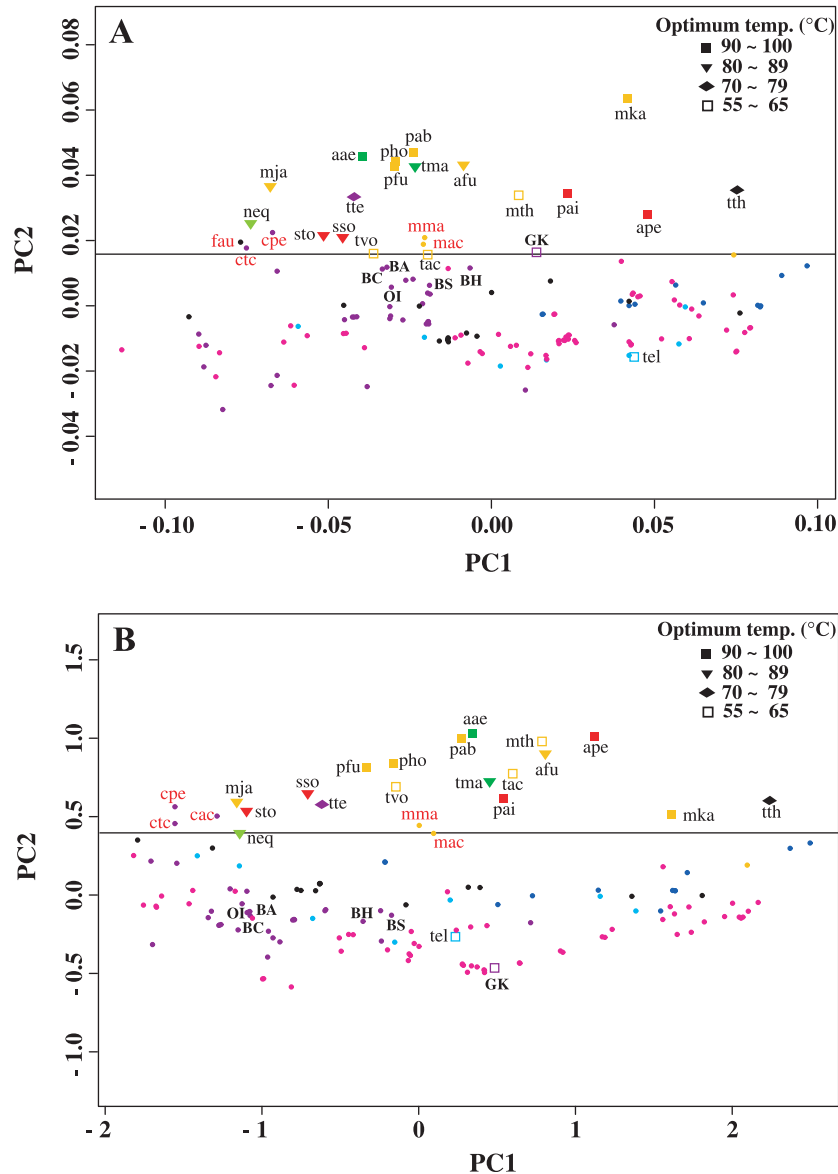 A
Optimum temp. (°C)
90 ~ 100
80 ~ 89
70 ~ 79
55 ~ 65
0.08
0.06
0.04
0.02
0.00
- 0.02
- 0.04
PC2
mka
pab
aae
pho
tma
pfu
afu
mja
tte
mth
pai
tth
neq
ape
cpe
sto
sso
mma
fau
tvo
mac
GK
ctc
tac
BC
BA
BS
BH
OI
tel
- 0.10
- 0.05
0.00
0.05
0.10
PC1
B
Optimum temp. (°C)
90 ~ 100
80 ~ 89
70 ~ 79
55 ~ 65
1.5
1.0
0.5
0.0
- 0.5
- 1.0
PC2
aae
mth
pab
ape
pfu
pho
afu
sso
tma
tac
cpe
mja
tte
tvo
pai
cac
sto
mma
mka
tth
ctc
neq
mac
OI
BA
BH
BC
BS
tel
GK
- 2
- 1
0
1
2
PC1